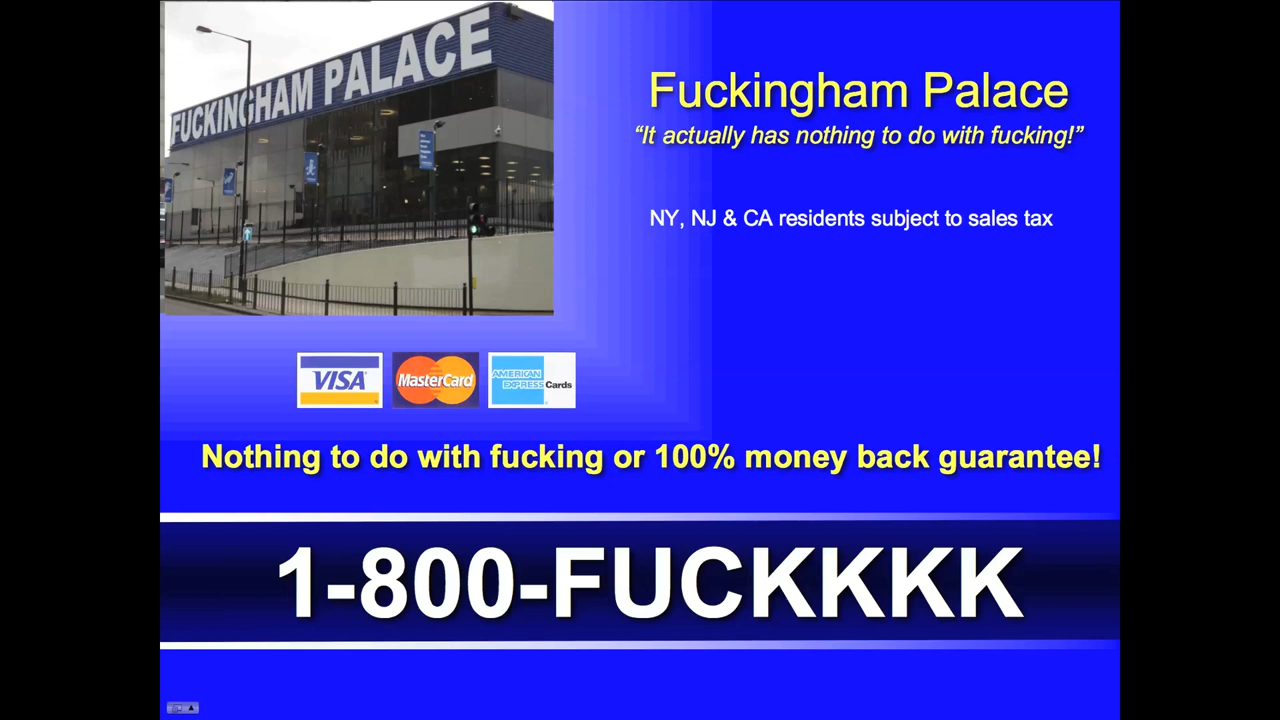 FUCKINGHAM PALACE
Fuckingham Palace
“It actually has nothing to do with fucking!”
NY, NJ & CA residents subject to sales tax
VISA
MasterCard
AMERICAN
EXPRESS Cards
Nothing to do with fucking or 100% money back guarantee!
1-800-FUCKKKK